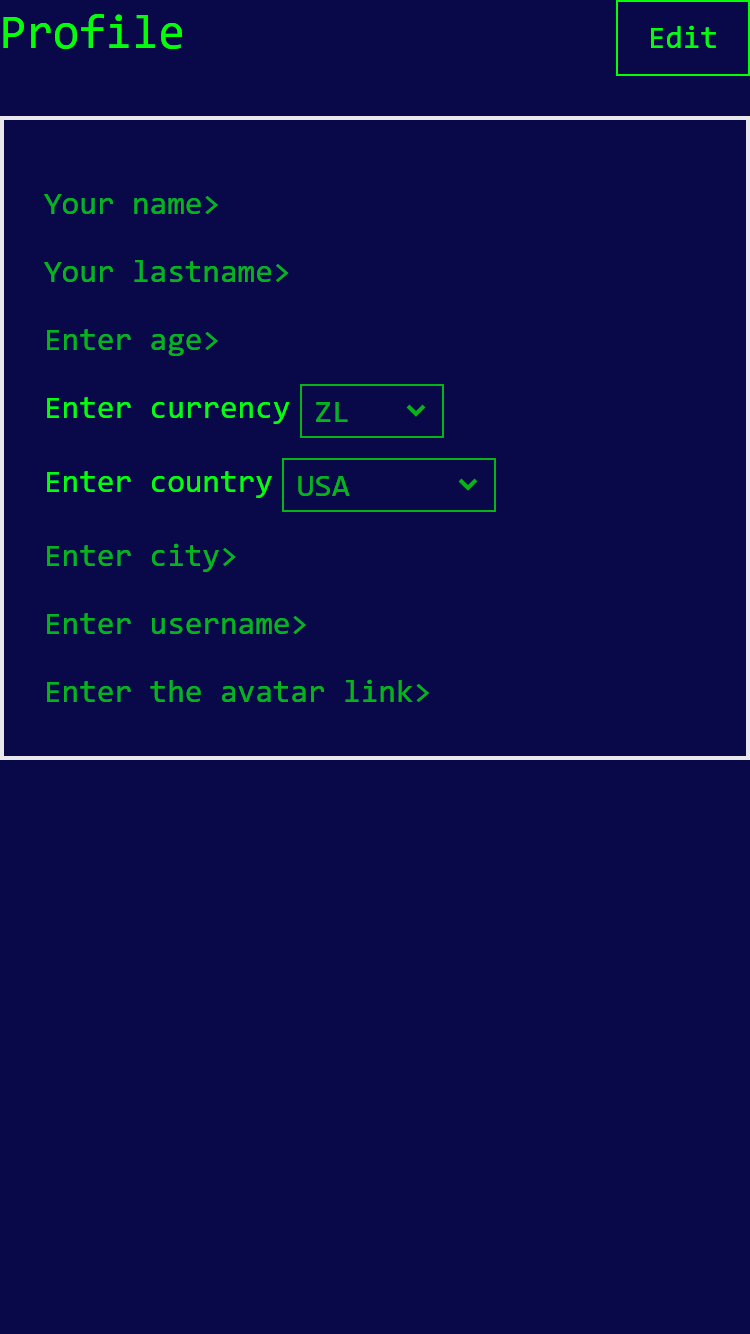 Profile
Edit
Your name>
Your lastname>
Enter age>
Enter currency ZL
Enter country USA
Enter city>
Enter username>
Enter the avatar link>